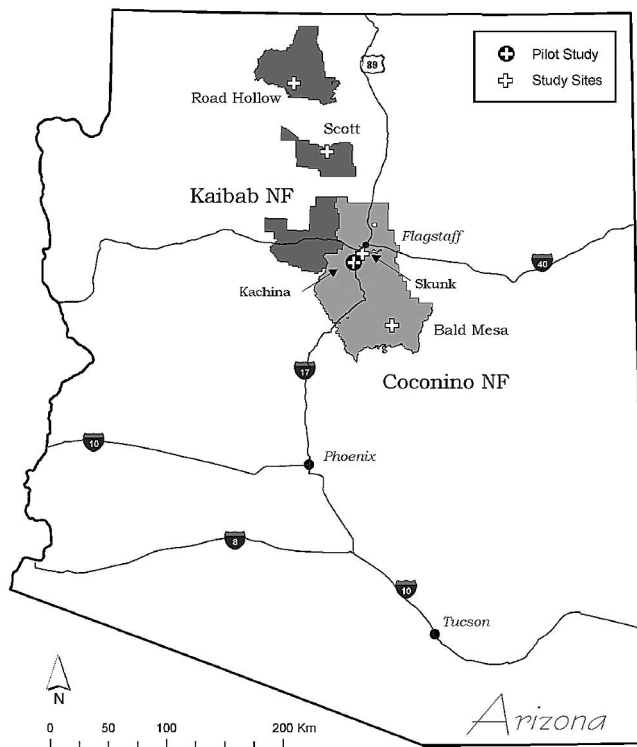 Pilot Study
Study Sites
89
Road Hollow
Scott
Kaibab NF
Flagstaff
Kachina
Skunk
40
Bald Mesa
17
Coconino NF
10
Phoenix
8
10
Tucson
N
0 50 100 200 Km
Arizona